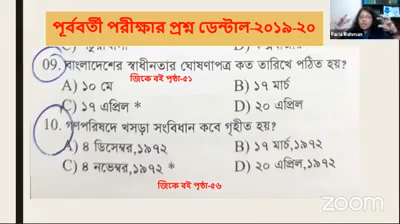 পূর্ববর্তী পরীক্ষার প্রশ্ন ডেন্টাল-২০১৯-২০
Faria Rahman
09. বাংলাদেশের স্বাধীনতার ঘোষণাপত্র কত তারিখে পঠিত হয়?
জিকে বই পৃষ্ঠা-৫১
A) ১০ মে B) ১৭ মার্চ
C) ১৭ এপ্রিল * D) ২০ এপ্রিল
10. গণপরিষদে খসড়া সংবিধান কবে গৃহীত হয়?
A) ৪ ডিসেম্বর,১৯৭২ B) ১৭ মার্চ,১৯৭২
C) ৪ নভেম্বর,১৯৭২ * D) ২০ এপ্রিল,১৯৭২
জিকে বই পৃষ্ঠা-৫৬
zoom